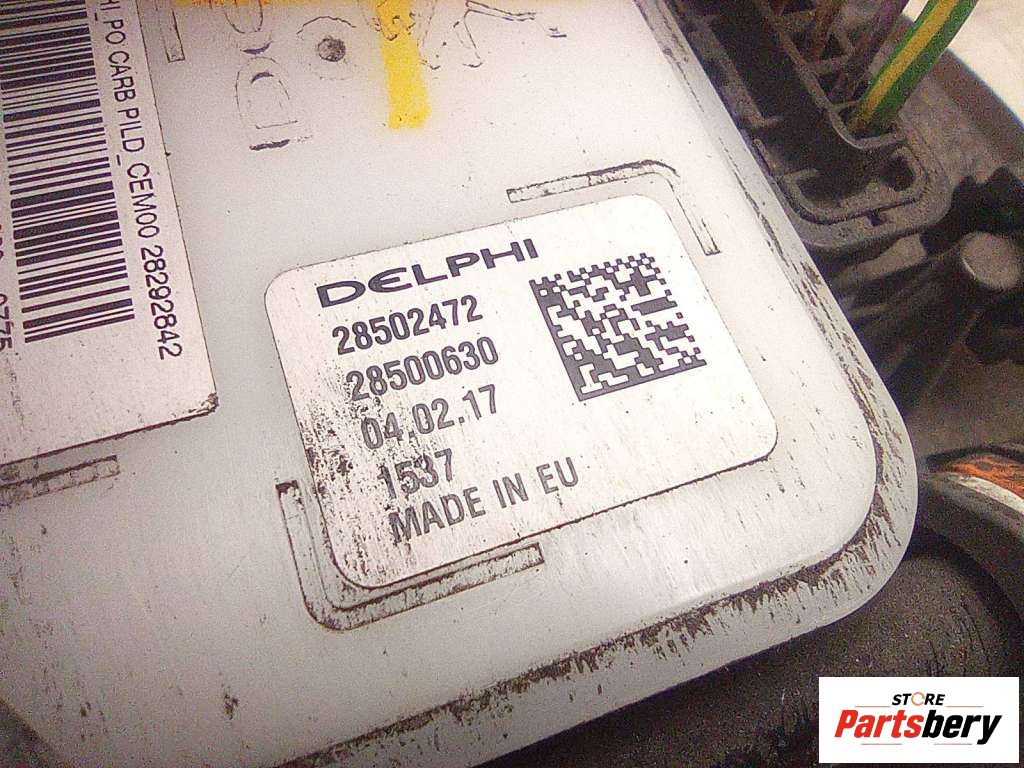 PO CARB PILD_CEM00 28292842
DELPHI
28502472
28500630
04.02.17
1537
MADE IN EU
STORE
Partsbery